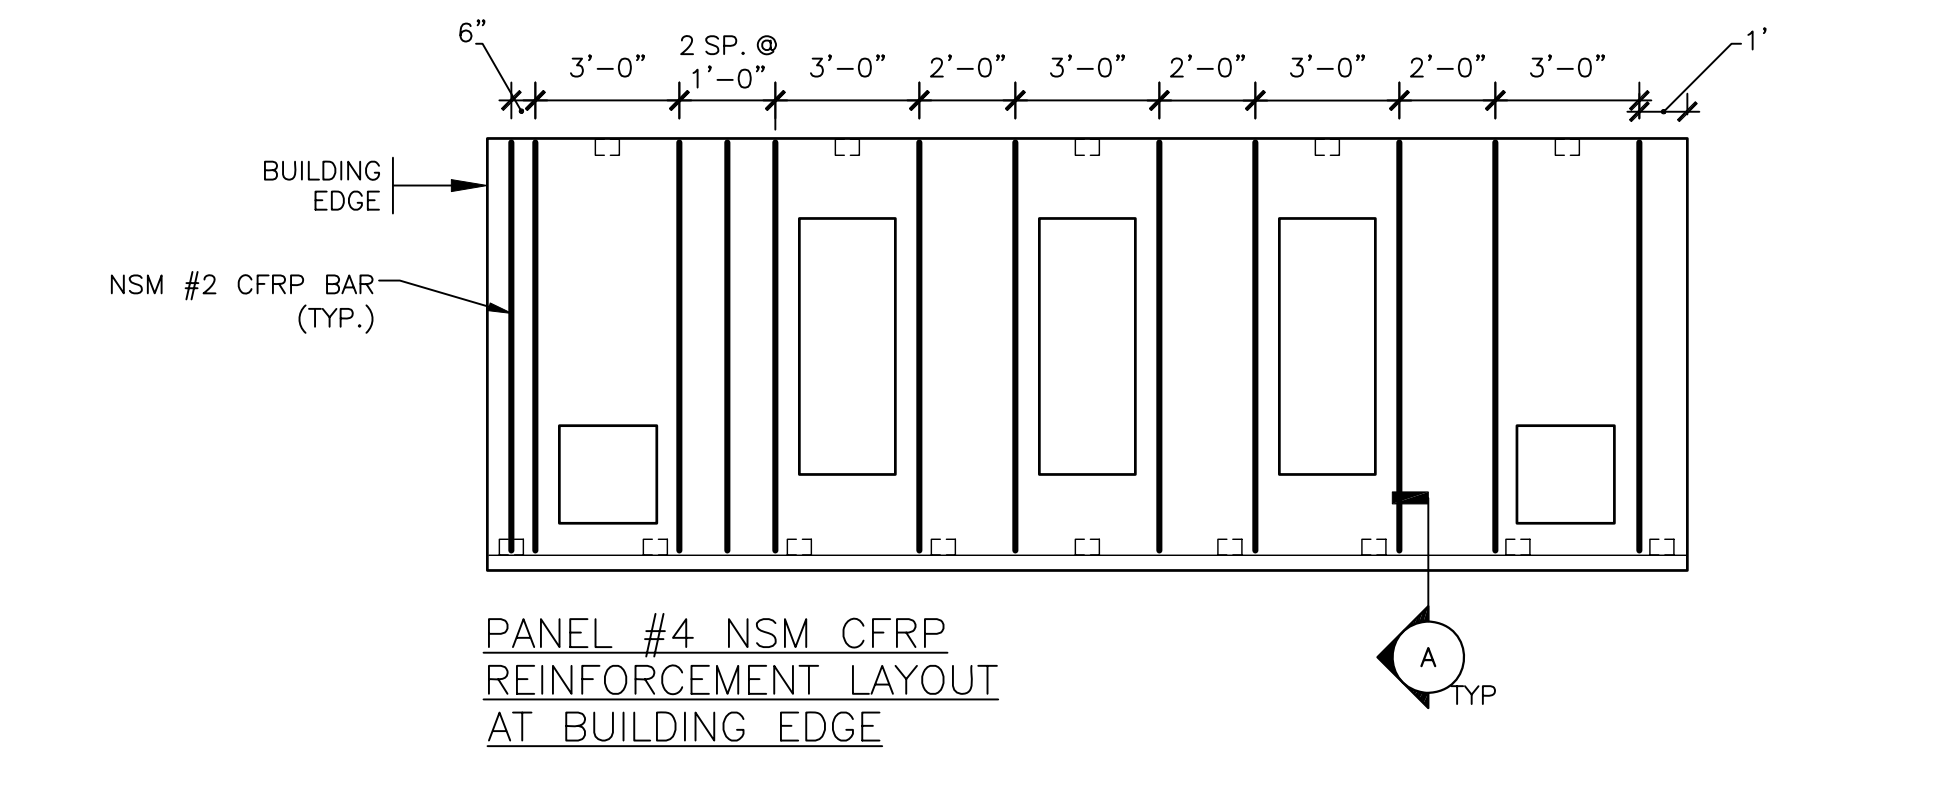 6”
3’–0”
2 SP. @
1’–0”
3’–0”
2’–0”
3’–0”
2’–0”
3’–0”
2’–0”
3’–0”
1’
BUILDING
EDGE
NSM #2 CFRP BAR
(TYP.)
PANEL #4 NSM CFRP
REINFORCEMENT LAYOUT
AT BUILDING EDGE
A
TYP